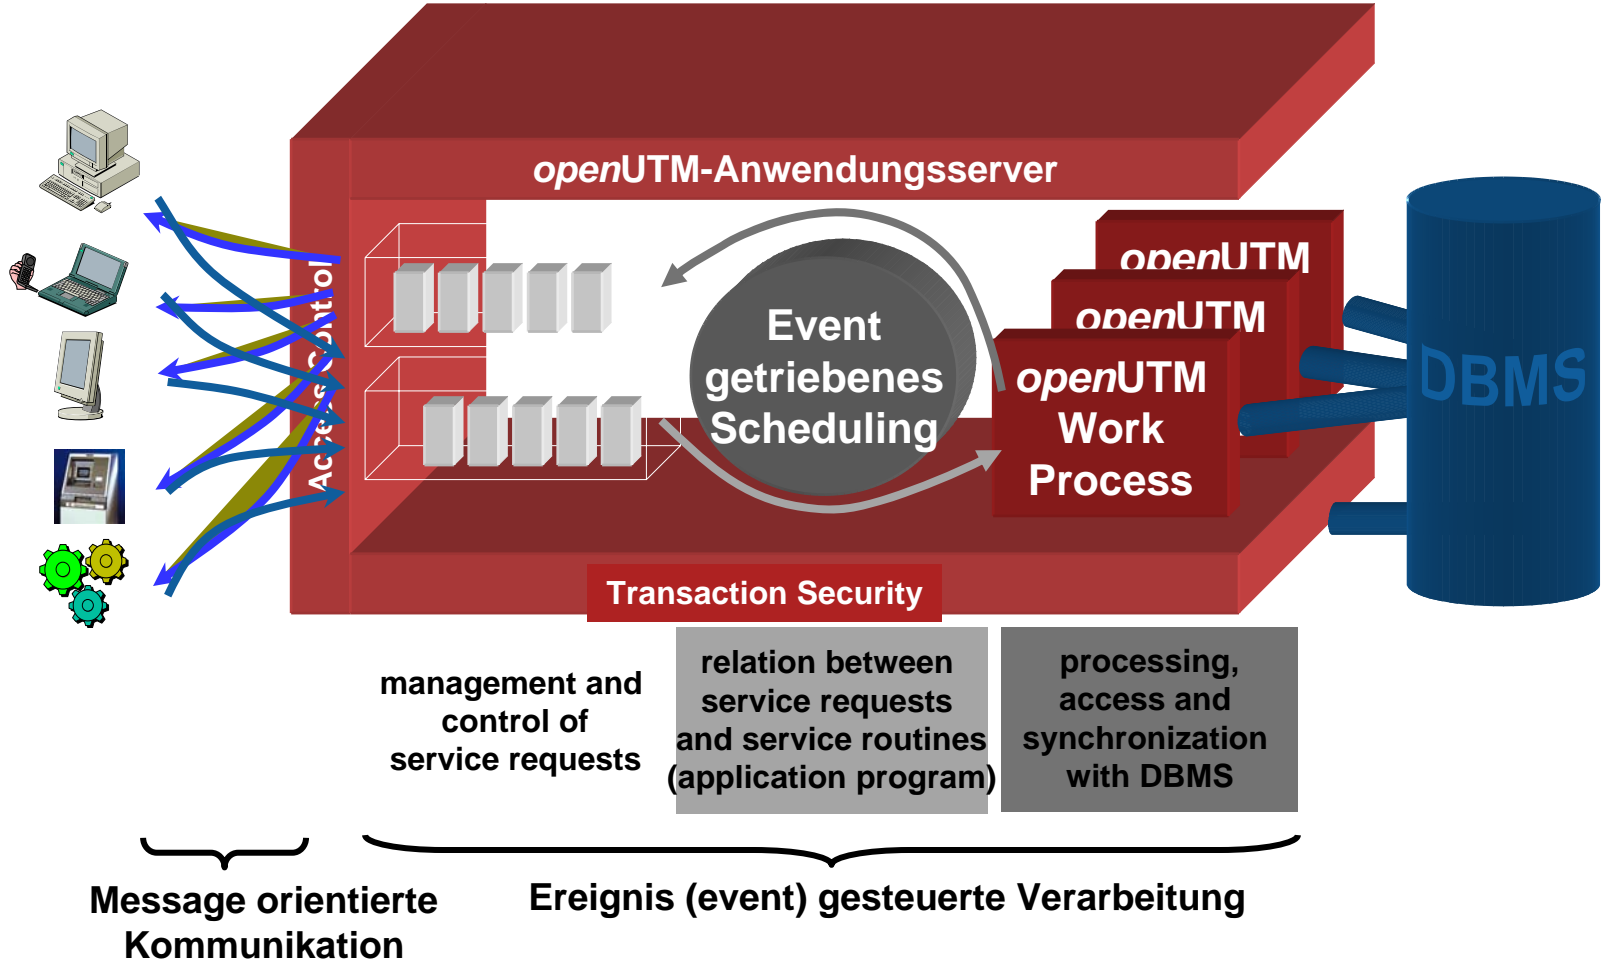 openUTM-Anwendungsserver
Access Control
Event
getriebenes
Scheduling
openUTM
openUTM
openUTM
Work
Process
DBMS
Transaction Security
management and
control of
service requests
relation between
service requests
and service routines
(application program)
processing,
access and
synchronization
with DBMS
Message orientierte
Kommunikation
Ereignis (event) gesteuerte Verarbeitung